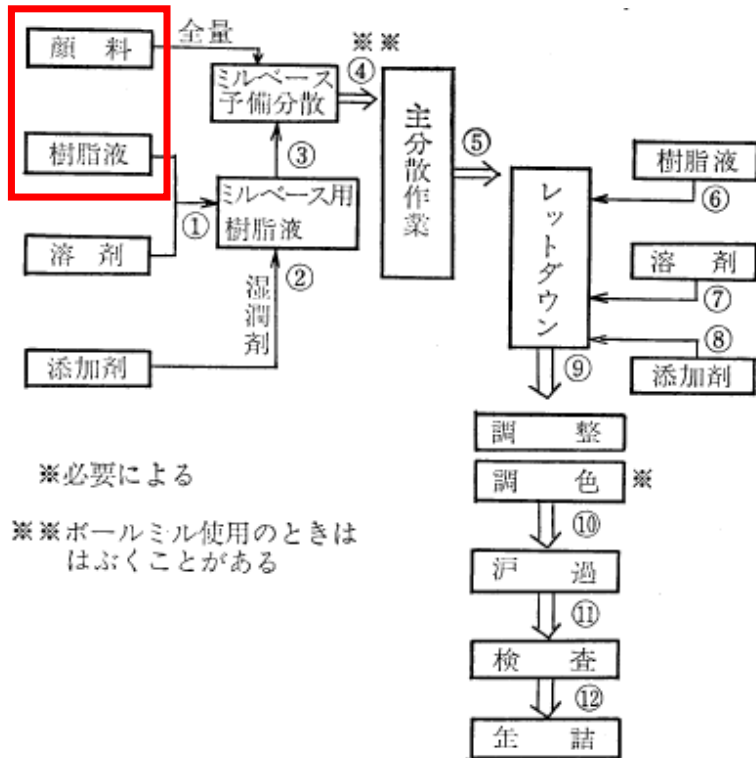 顔料
全量
※※
ミルベース
予備分散
④
主分散作業
⑤
樹脂液
③
①
ミルベース用
樹脂液
溶剤
②
湿潤剤
添加剤
レットダウン
樹脂液
⑥
溶剤
⑦
⑧
添加剤
⑨
調整
調色
※
⑩
沪過
⑪
検査
⑫
缶詰
※必要による
※※ボールミル使用のときは
はぶくことがある